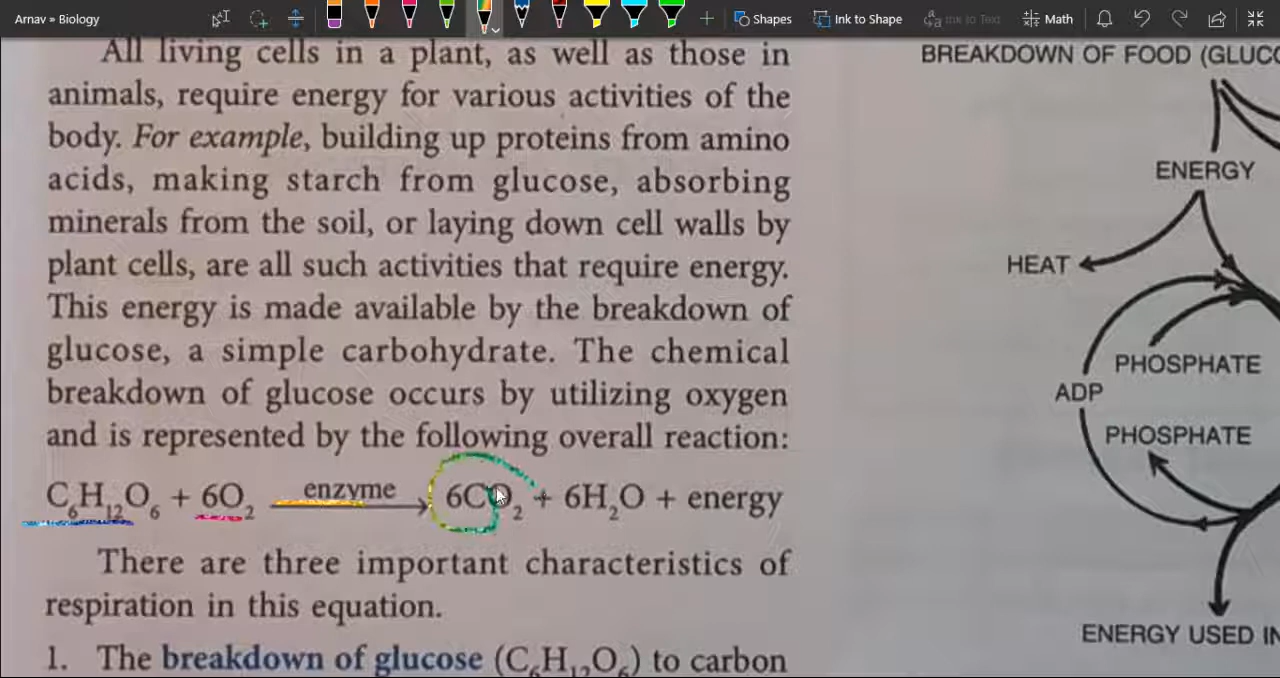 Arnav » Biology
Shapes
Ink to Shape
Ink to Text
Math
All living cells in a plant, as well as those in
animals, require energy for various activities of the
body. For example, building up proteins from amino
acids, making starch from glucose, absorbing
minerals from the soil, or laying down cell walls by
plant cells, are all such activities that require energy.
This energy is made available by the breakdown of
glucose, a simple carbohydrate. The chemical
breakdown of glucose occurs by utilizing oxygen
and is represented by the following overall reaction:
C₆H₁₂O₆ + 6O₂ enzyme → 6CO₂ + 6H₂O + energy
There are three important characteristics of
respiration in this equation.
1. The breakdown of glucose (C₆H₁₂O₆) to carbon
BREAKDOWN OF FOOD (GLUCO
ENERGY
HEAT
PHOSPHATE
ADP
PHOSPHATE
ENERGY USED IN